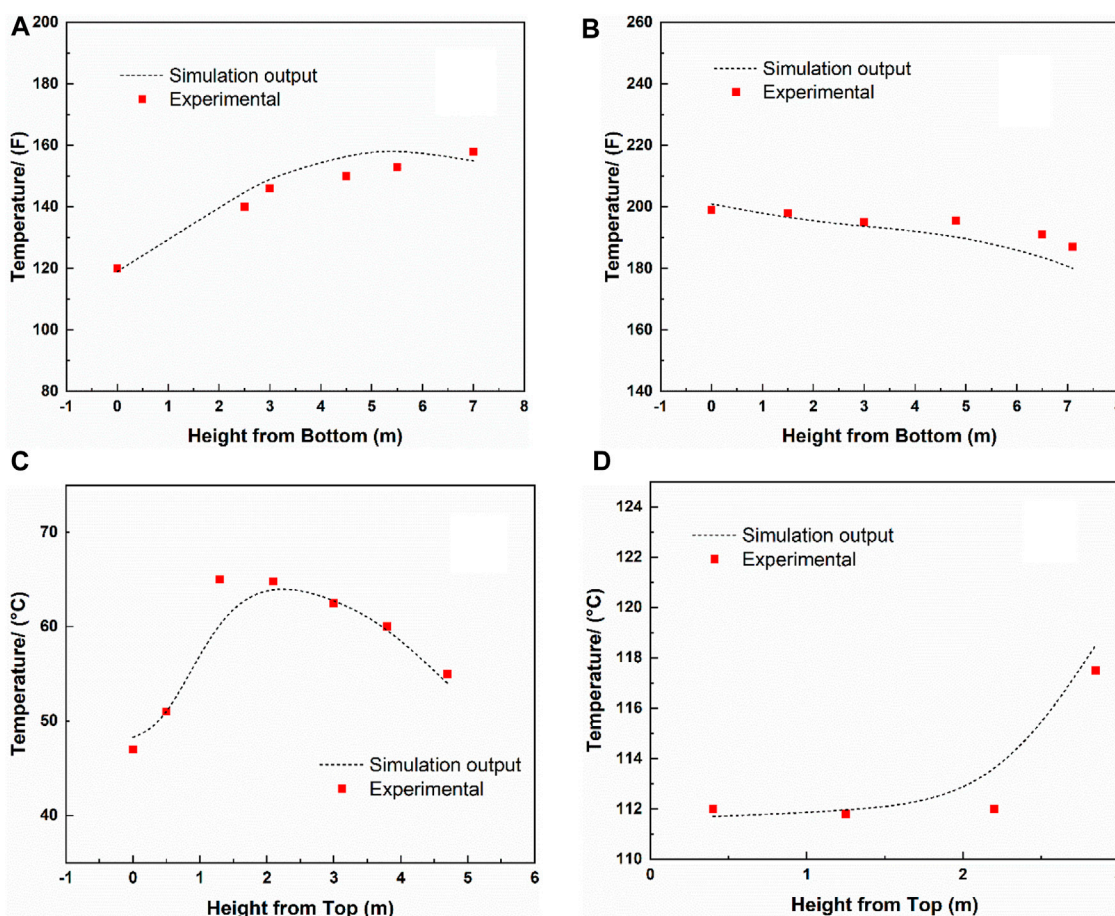 A
200
180
160
140
120
100
80
Temperature/ (F)
Simulation output
Experimental
-1 0 1 2 3 4 5 6 7 8
Height from Bottom (m)
B
260
240
220
200
180
160
140
Temperature/ (F)
Simulation output
Experimental
-1 0 1 2 3 4 5 6 7
Height from Bottom (m)
C
70
60
50
40
Temperature/ (°C)
Simulation output
Experimental
-1 0 1 2 3 4 5 6
Height from Top (m)
D
124
122
120
118
116
114
112
110
Temperature/ (°C)
Simulation output
Experimental
0 1 2
Height from Top (m)